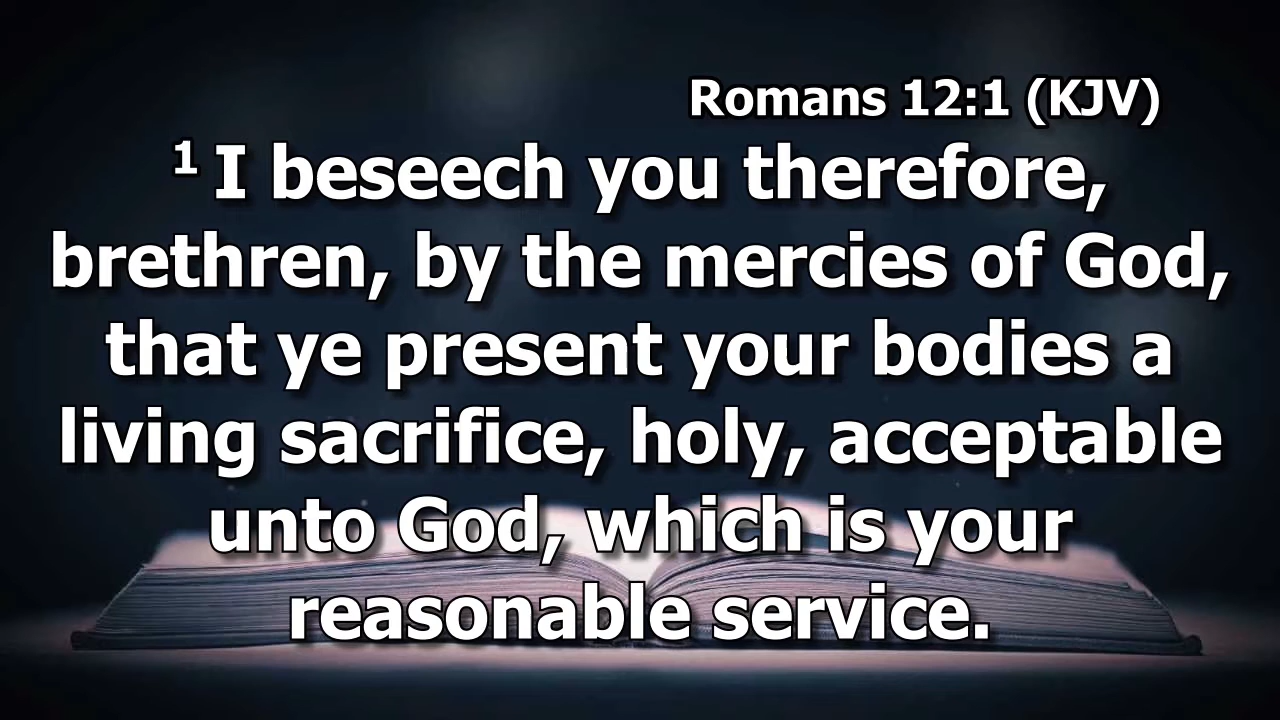 Romans 12:1 (KJV)
1 I beseech you therefore,
brethren, by the mercies of God,
that ye present your bodies a
living sacrifice, holy, acceptable
unto God, which is your
reasonable service.